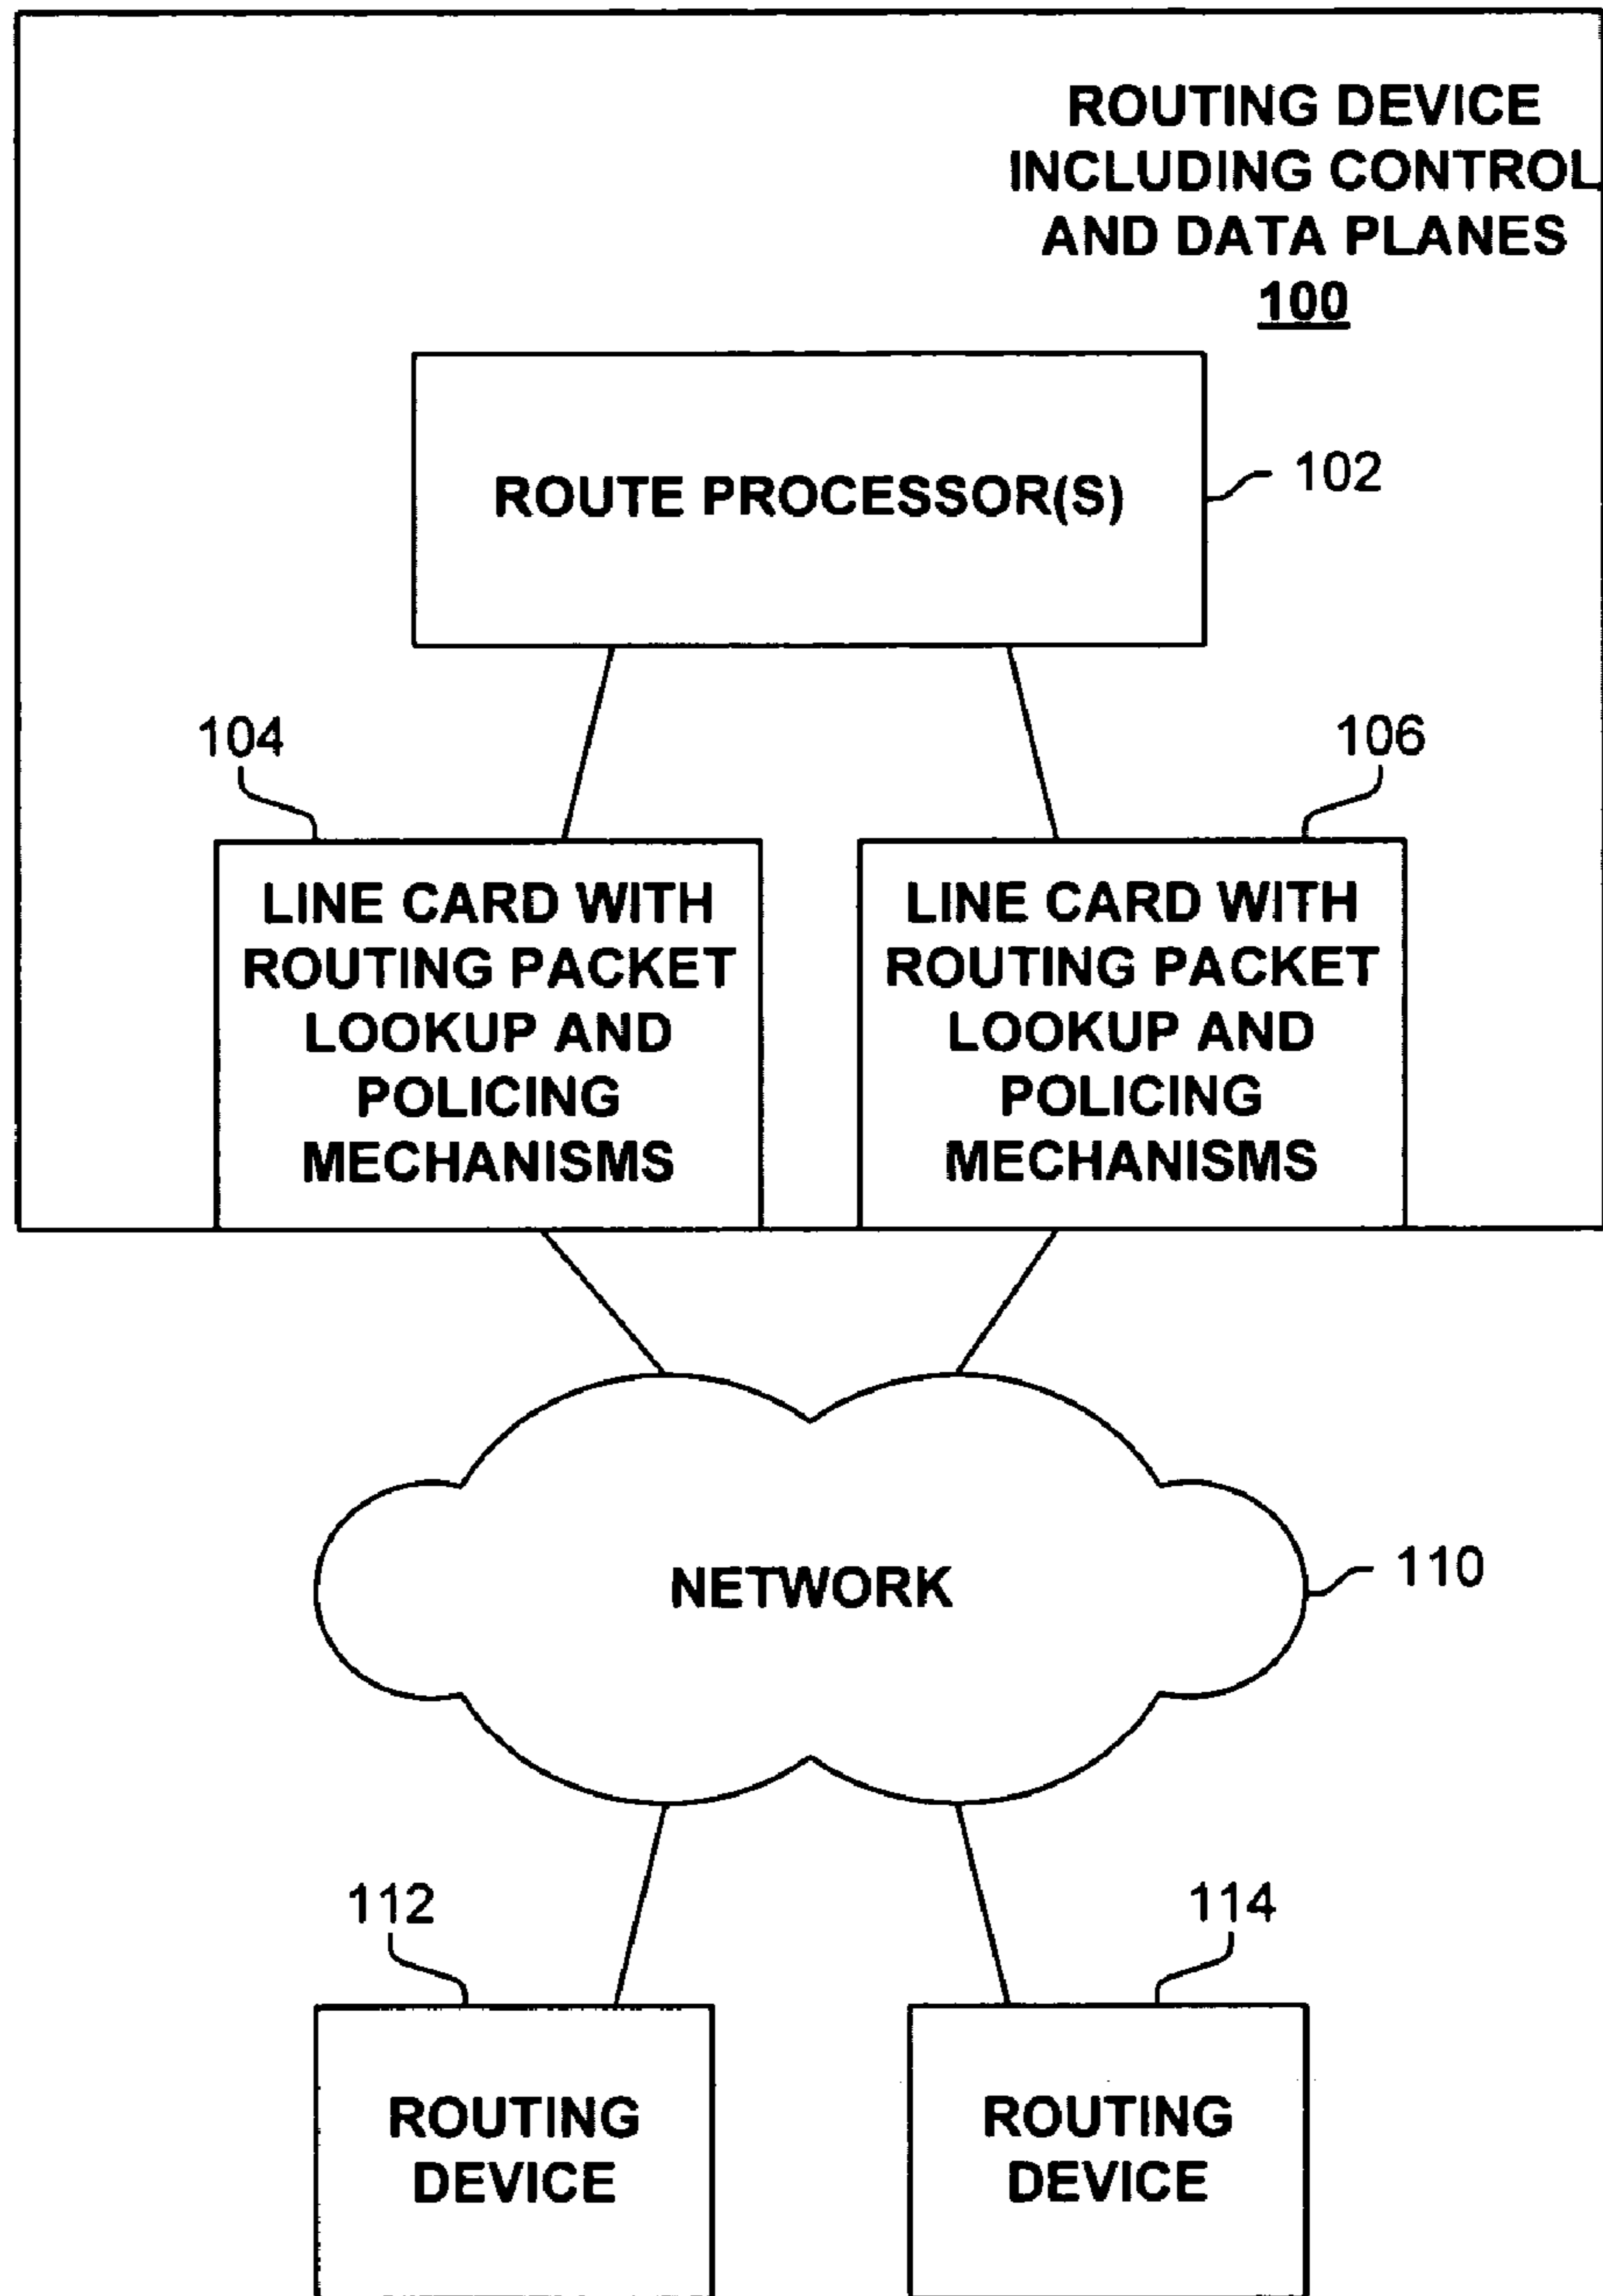 ROUTING DEVICE
INCLUDING CONTROL
AND DATA PLANES
100
ROUTE PROCESSOR(S)
102
104
106
LINE CARD WITH
ROUTING PACKET
LOOKUP AND
POLICING
MECHANISMS
LINE CARD WITH
ROUTING PACKET
LOOKUP AND
POLICING
MECHANISMS
NETWORK
110
112
114
ROUTING
DEVICE
ROUTING
DEVICE